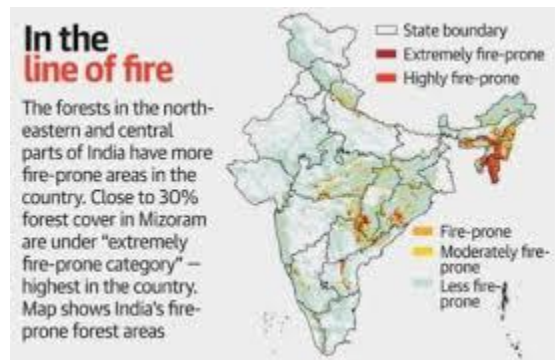 In the
line of fire
The forests in the north-
eastern and central
parts of India have more
fire-prone areas in the
country. Close to 30%
forest cover in Mizoram
are under "extremely
fire-prone category" —
highest in the country.
Map shows India's fire-
prone forest areas
State boundary
Extremely fire-prone
Highly fire-prone
Fire-prone
Moderately fire-
prone
Less fire-
prone